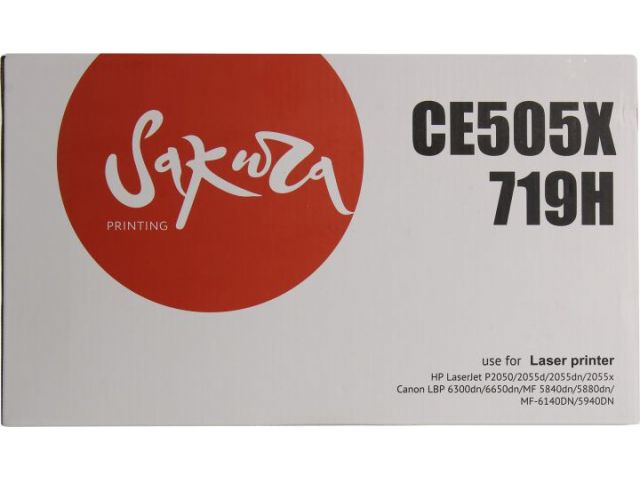 Sakura
PRINTING
CE505X
719H
use for Laser printer
HP LaserJet P2050/2055d/2055dn/2055x
Canon LBP 6300dn/6650dn/MF 5840dn/5880dn/
MF-6140DN/5940DN